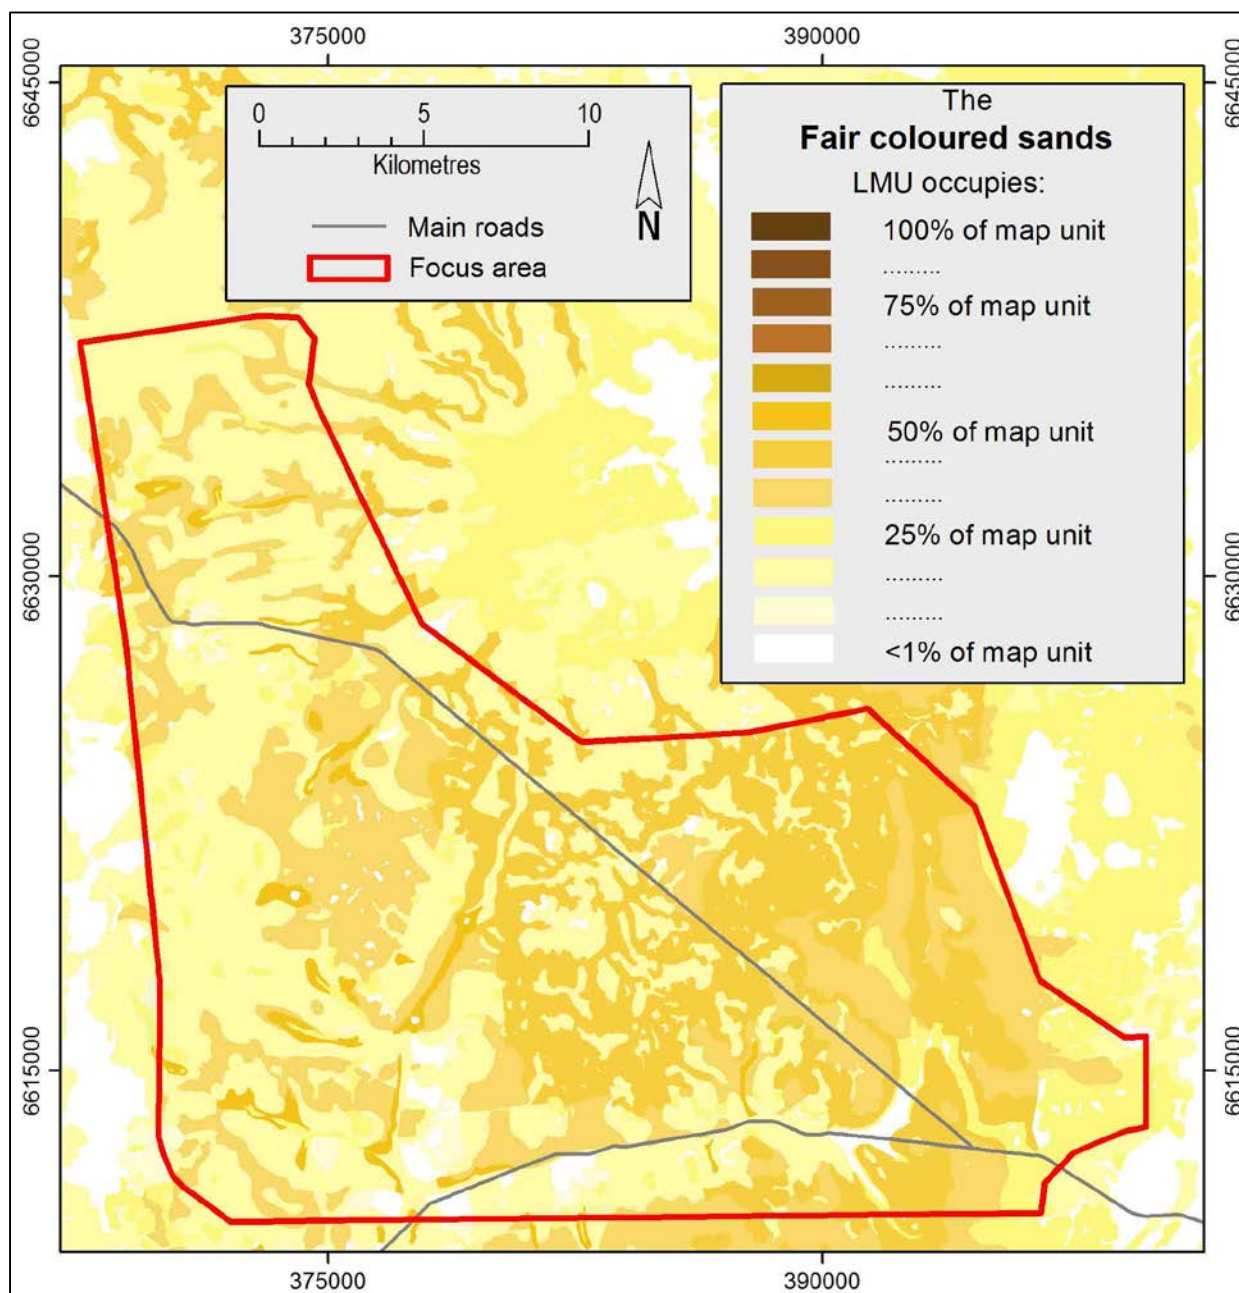 375000 390000
6645000 6645000
0 5 10
Kilometres
N
Main roads
Focus area
The
Fair coloured sands
LMU occupies:
100% of map unit
.........
75% of map unit
.........
.........
50% of map unit
.........
.........
25% of map unit
.........
.........
<1% of map unit
6630000 6630000
6615000 6615000
375000 390000